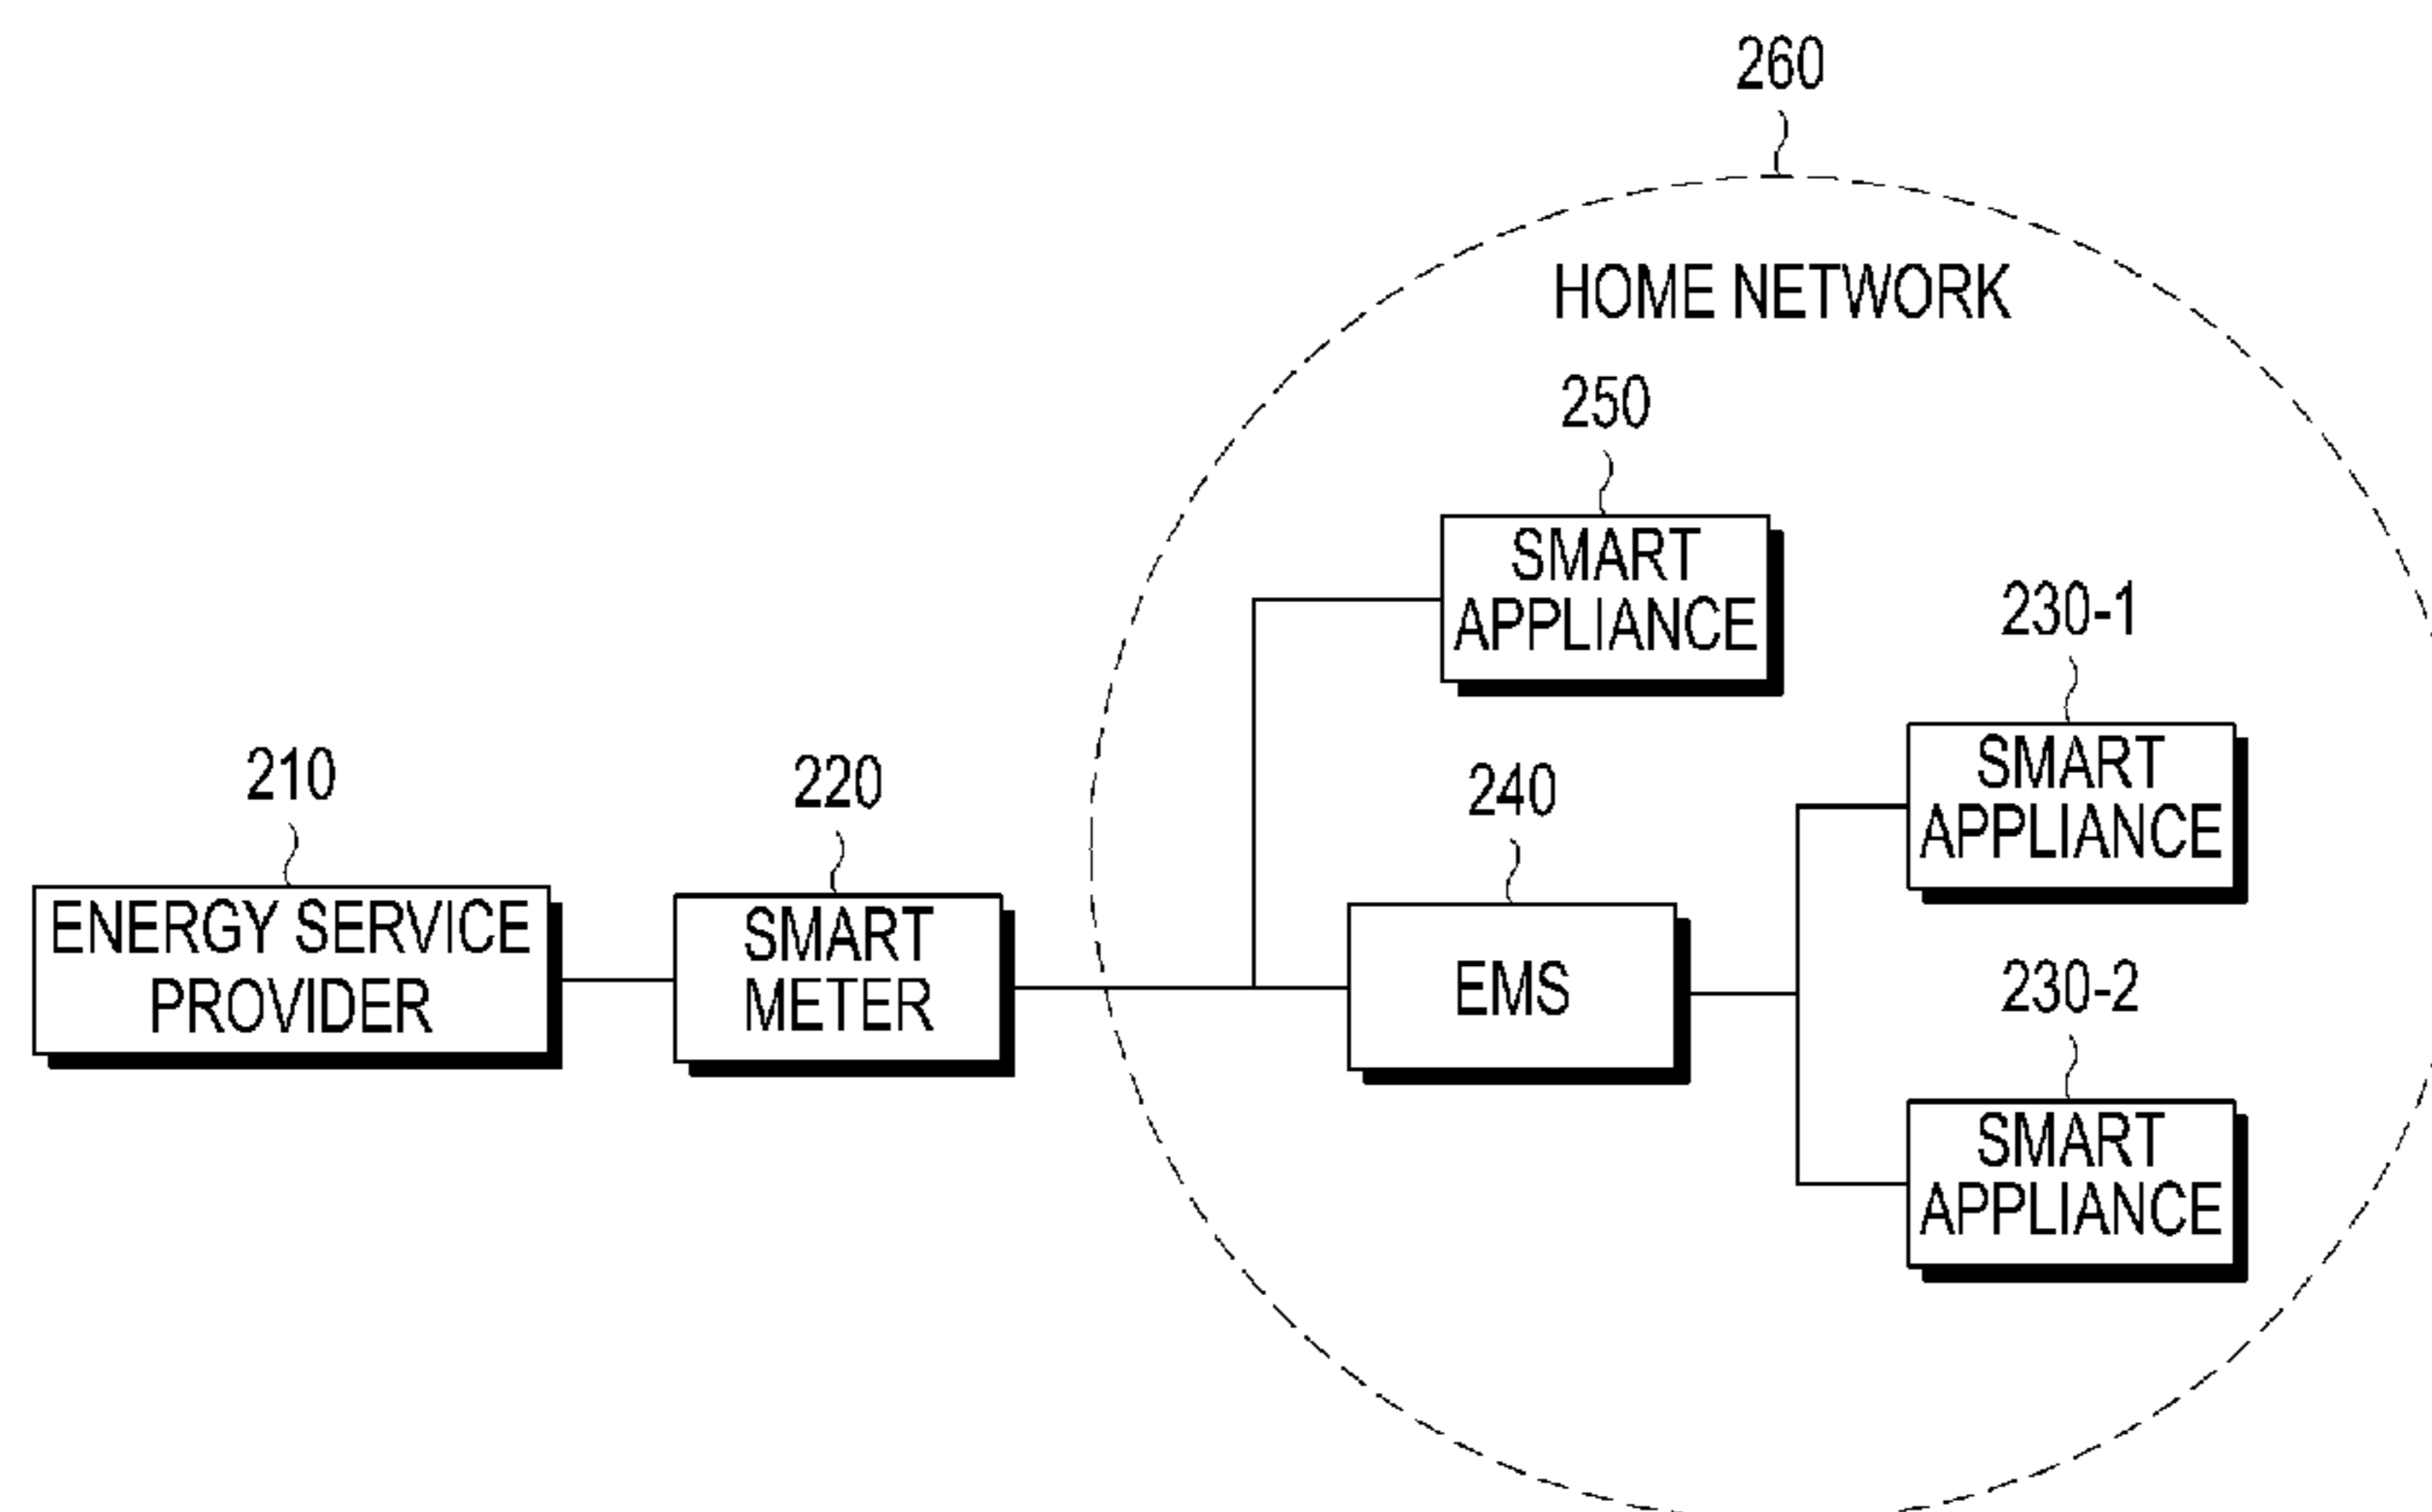 260
HOME NETWORK
250
SMART
APPLIANCE
230-1
SMART
APPLIANCE
210
ENERGY SERVICE
PROVIDER
220
SMART
METER
240
EMS
230-2
SMART
APPLIANCE